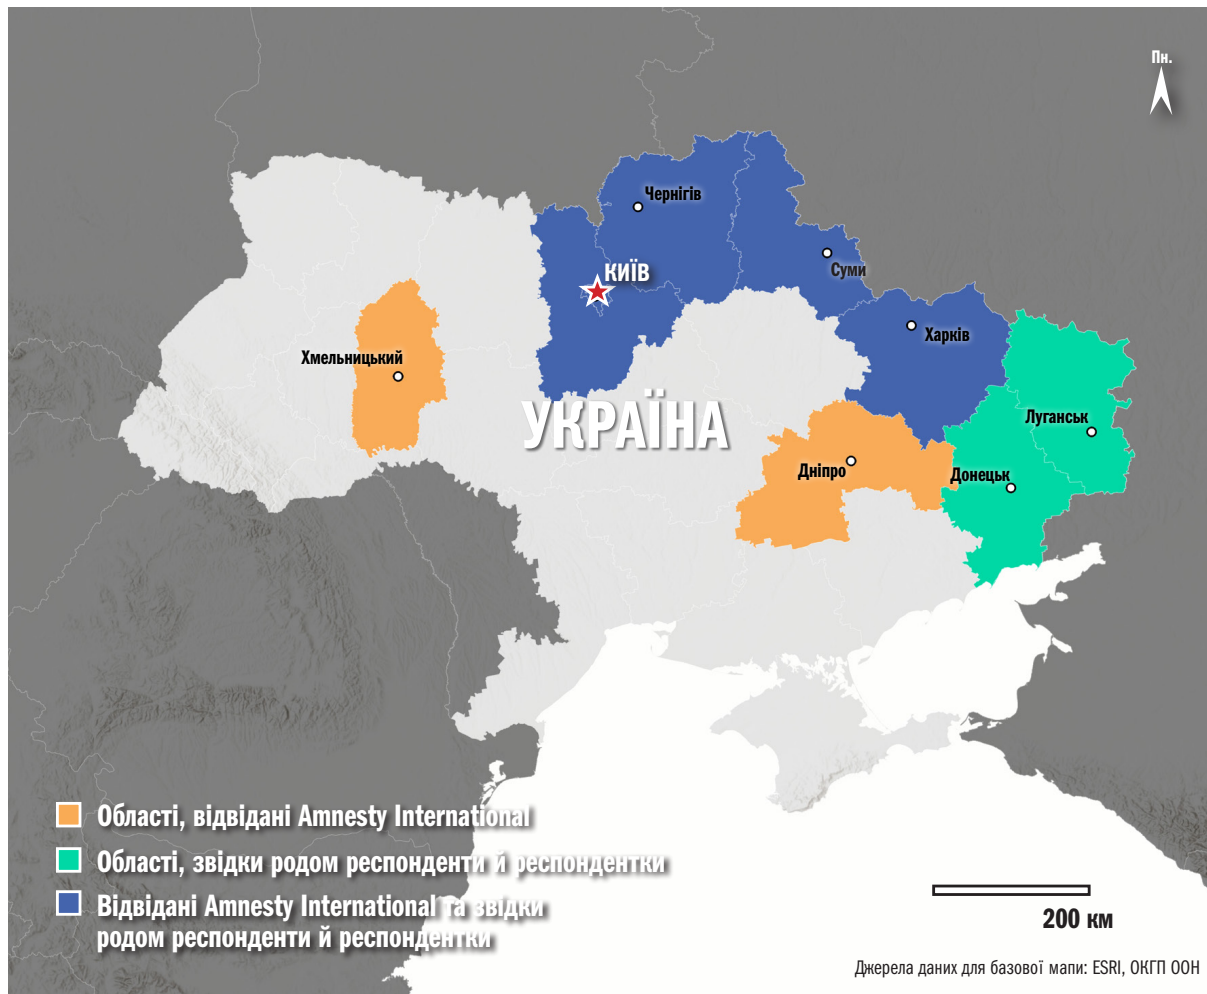 Пн.
Чернігів
Суми
КИЇВ
Харків
Хмельницький
Луганськ
УКРАЇНА
Дніпро
Донецьк
Області, відвідані Amnesty International
Області, звідки родом респонденти й респондентки
Відвідані Amnesty International та звідки
родом респонденти й респондентки
200 км
Джерела даних для базової мапи: ESRI, ОКГП ООН